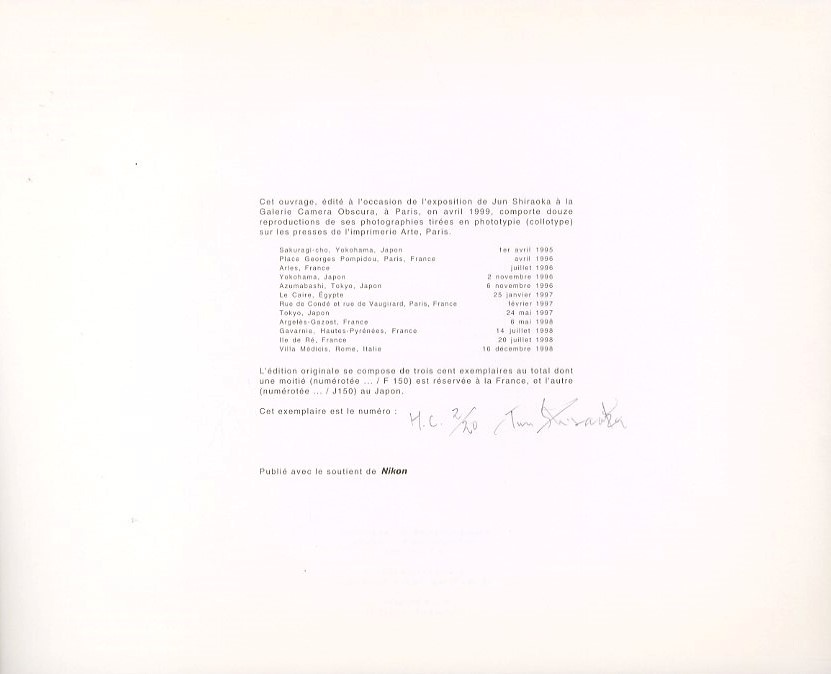 Cet ouvrage, édité à l'occasion de l'exposition de Jun Shiraoka à la
Galerie Camera Obscura, à Paris, en avril 1999, comporte douze
reproductions de ses photographies tirées en phototypie (collotype)
sur les presses de l'imprimerie Arte, Paris.
Sakuragi-cho, Yokohama, Japon 1er avril 1995
Place Georges Pompidou, Paris, France avril 1996
Arles, France juillet 1996
Yokohama, Japon 2 novembre 1996
Azumabashi, Tokyo, Japon 6 novembre 1996
Le Caire, Égypte 25 janvier 1997
Rue de Condé et rue de Vaugirard, Paris, France février 1997
Tokyo, Japon 24 mai 1997
Argelès-Gazost, France 6 mai 1998
Gavarnie, Hautes-Pyrénées, France 14 juillet 1998
Ile de Ré, France 20 juillet 1998
Villa Médicis, Rome, Italie 16 décembre 1998
L'édition originale se compose de trois cent exemplaires au total dont
une moitié (numérotée ... / F 150) est réservée à la France, et l'autre
(numérotée ... / J150) au Japon.
Cet exemplaire est le numéro : H.C. 2/20 Jun Shiraoka
Publié avec le soutient de Nikon